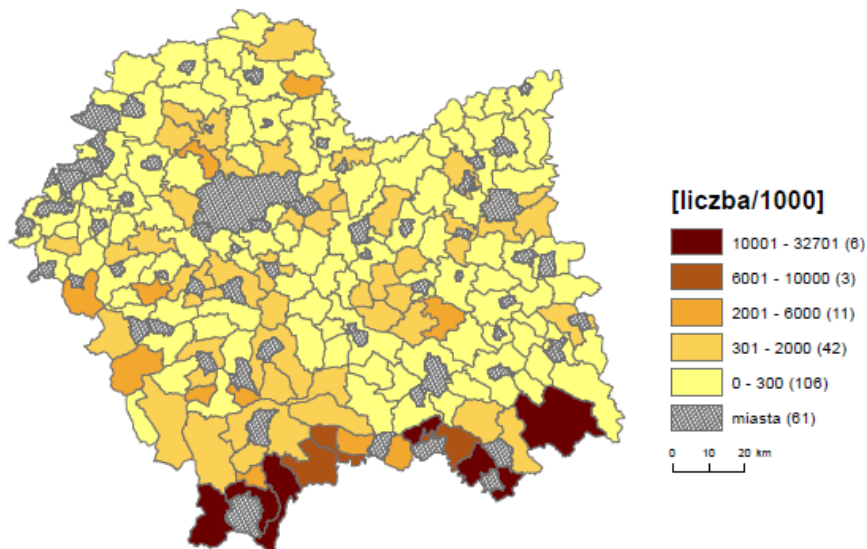 [liczba/1000]
10001 - 32701 (6)
6001 - 10000 (3)
2001 - 6000 (11)
301 - 2000 (42)
0 - 300 (106)
miasta (61)
0 10 20 km